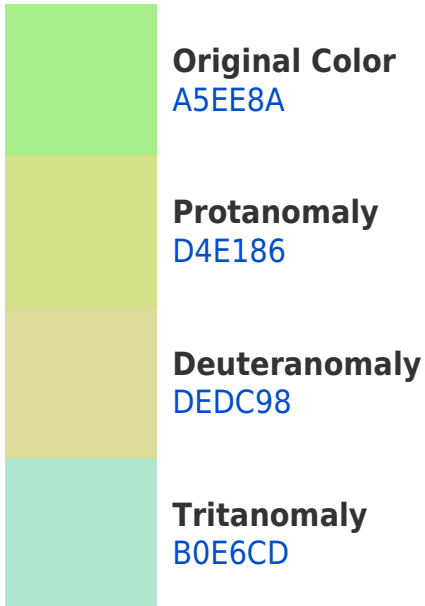 Original Color
A5EE8A
Protanomaly
D4E186
Deuteranomaly
DEDC98
Tritanomaly
B0E6CD